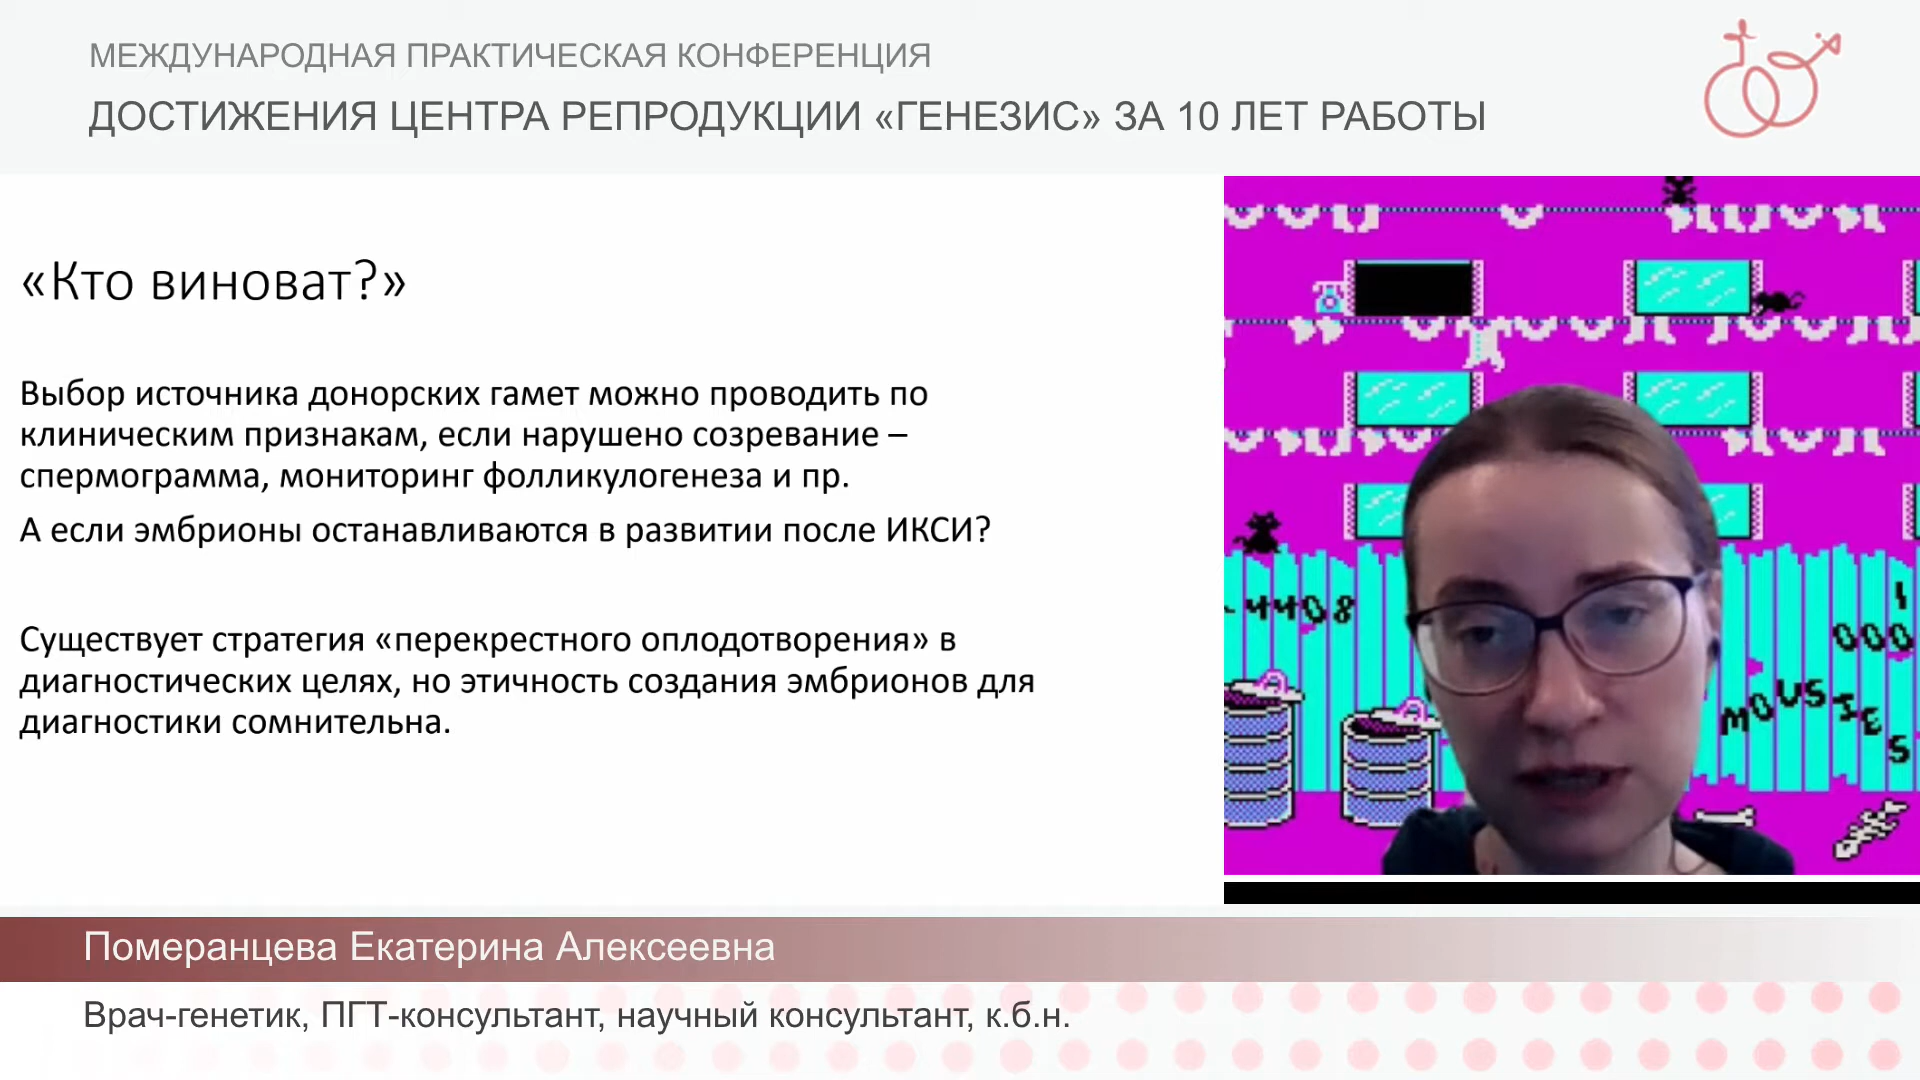 МЕЖДУНАРОДНАЯ ПРАКТИЧЕСКАЯ КОНФЕРЕНЦИЯ
ДОСТИЖЕНИЯ ЦЕНТРА РЕПРОДУКЦИИ «ГЕНЕЗИС» ЗА 10 ЛЕТ РАБОТЫ
«Кто виноват?»
Выбор источника донорских гамет можно проводить по
клиническим признакам, если нарушено созревание –
спермограмма, мониторинг фолликулогенеза и пр.
А если эмбрионы останавливаются в развитии после ИКСИ?
Существует стратегия «перекрестного оплодотворения» в
диагностических целях, но этичность создания эмбрионов для
диагностики сомнительна.
4408
000
MOUSIES
Померанцева Екатерина Алексеевна
Врач-генетик, ПГТ-консультант, научный консультант, к.б.н.